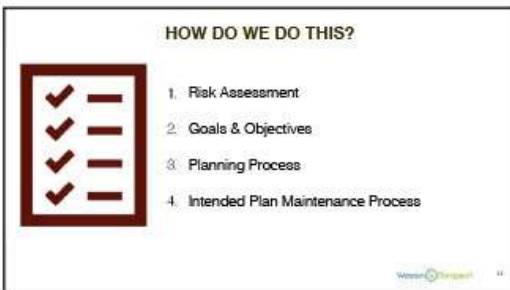 HOW DO WE DO THIS?
1. Risk Assessment
2. Goals & Objectives
3. Planning Process
4. Intended Plan Maintenance Process